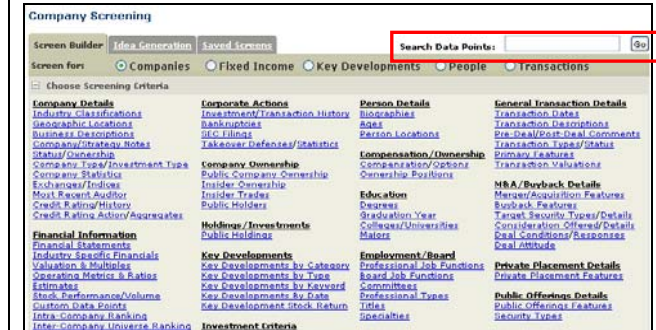 Company Screening
Screen Builder Idea Generation Saved Screens Search Data Points: Go
Screen for: Companies Fixed Income Key Developments People Transactions
Choose Screening Criteria
Company Details
Industry Classifications
Geographic Locations
Business Descriptions
Company/Strategy Notes
Status/Ownership
Company Type/Investment Type
Company Statistics
Exchanges/Indices
Most Recent Auditor
Credit Rating/History
Credit Rating Action/Aggregates
Financial Information
Financial Statements
Industry Specific Financials
Valuation & Multiples
Operating Metrics & Ratios
Estimates
Stock Performance/Volume
Custom Data Points
Intra-Company Ranking
Inter-Company Universe Ranking
Corporate Actions
Investment/Transaction History
Bankruptcies
SEC Filings
Takeover Defenses/Statistics
Company Ownership
Public Company Ownership
Insider Ownership
Insider Trades
Public Holders
Holdings/Investments
Public Holdings
Key Developments
Key Developments by Category
Key Developments by Type
Key Developments by Keyword
Key Developments By Date
Key Development Stock Return
Investment Criteria
Person Details
Biographies
Ages
Person Locations
Compensation/Ownership
Compensation/Options
Ownership Positions
Education
Degrees
Graduation Year
Colleges/Universities
Majors
Employment/Board
Professional Job Functions
Board Job Functions
Committees
Professional Types
Titles
Specialties
General Transaction Details
Transaction Dates
Transaction Descriptions
Pre-Deal/Post-Deal Comments
Transaction Types/Status
Primary Features
Transaction Valuations
M&A/Buyback Details
Merger/Acquisition Features
Buyback Features
Target Security Types/Details
Consideration Offered/Details
Deal Conditions/Responses
Deal Attitude
Private Placement Details
Private Placement Features
Public Offerings Details
Public Offerings Features
Security Types